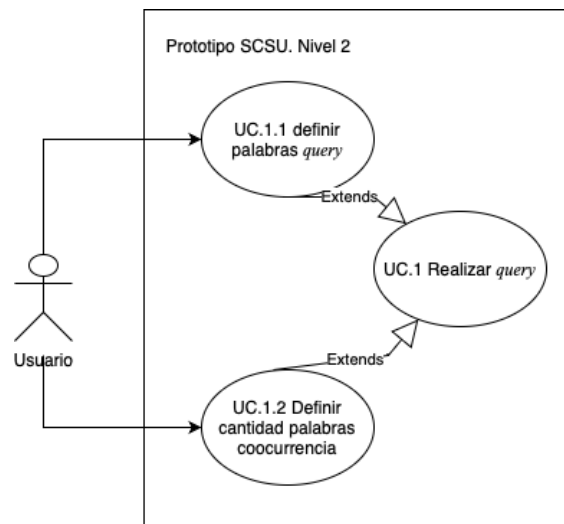 Prototipo SCSU. Nivel 2
UC.1.1 definir
palabras query
Extends
UC.1 Realizar query
Usuario
Extends
UC.1.2 Definir
cantidad palabras
coocurrencia